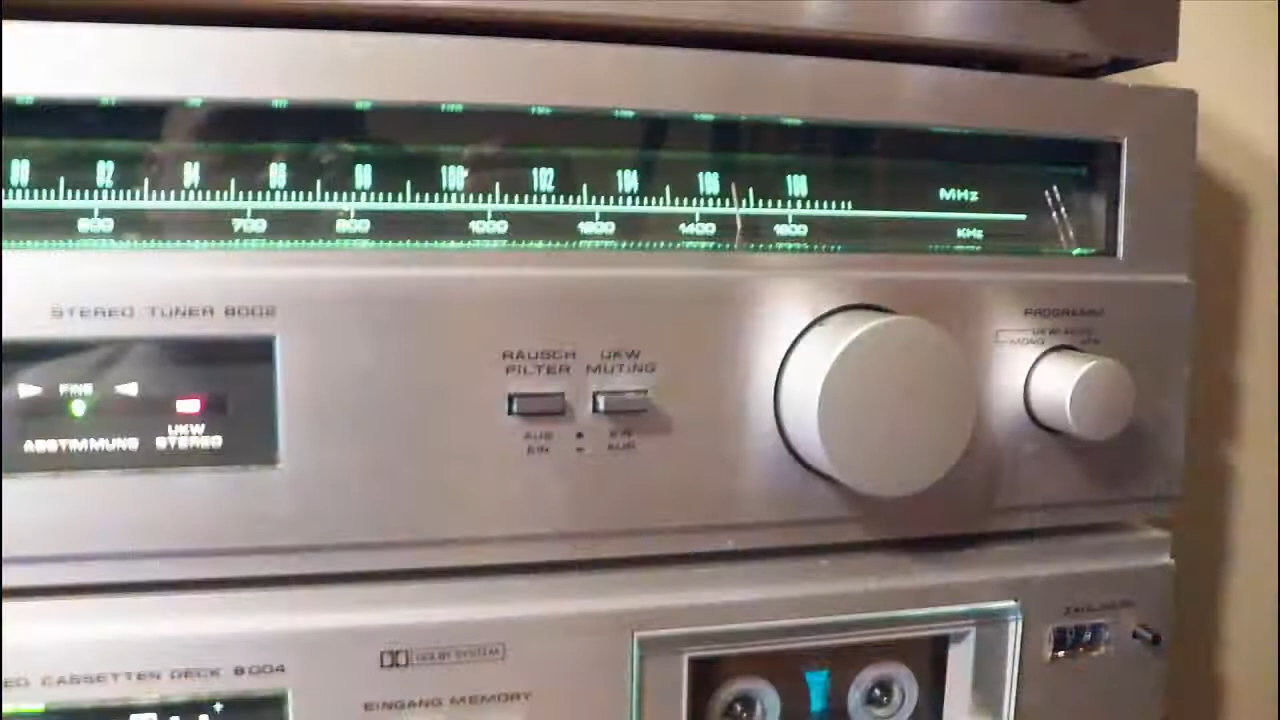 90 92 94 96 98 100 102 104 106 108 MHz
600 700 800 1000 1200 1400 1600 KHz
STEREO TUNER 8002
RAUSCH UKW
FILTER MUTING
AUS EIN
EIN AUS
PROGRAMM
MONO
FINE
UKW
ABSTIMMUNG STEREO
CASSETTEN DECK 8004
DOLBY SYSTEM
EINGANG MEMORY